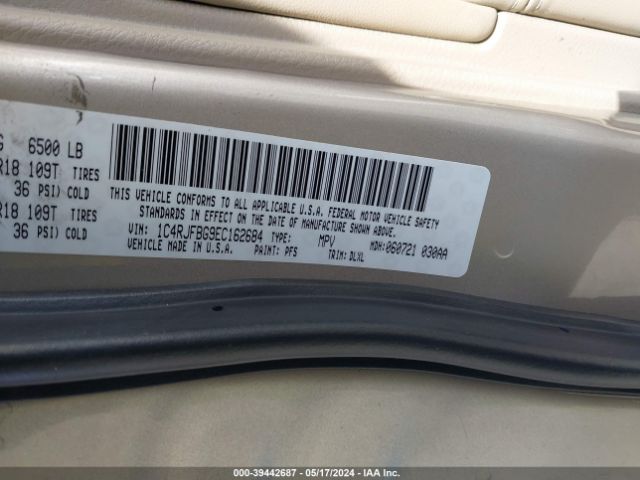 G 6500 LB
R18 109T TIRES
36 PSI) COLD
R18 109T TIRES
36 PSI) COLD
THIS VEHICLE CONFORMS TO ALL APPLICABLE U.S.A. FEDERAL MOTOR VEHICLE SAFETY
STANDARDS IN EFFECT ON THE DATE OF MANUFACTURE SHOWN ABOVE.
VIN: 1C4RJFBG9EC162684 TYPE: MPV MDH: 060721 030AA
VEHICLE MADE IN U.S.A. PAINT: PFS TRIM: DLXL
000-39442687 - 05/17/2024 - IAA Inc.